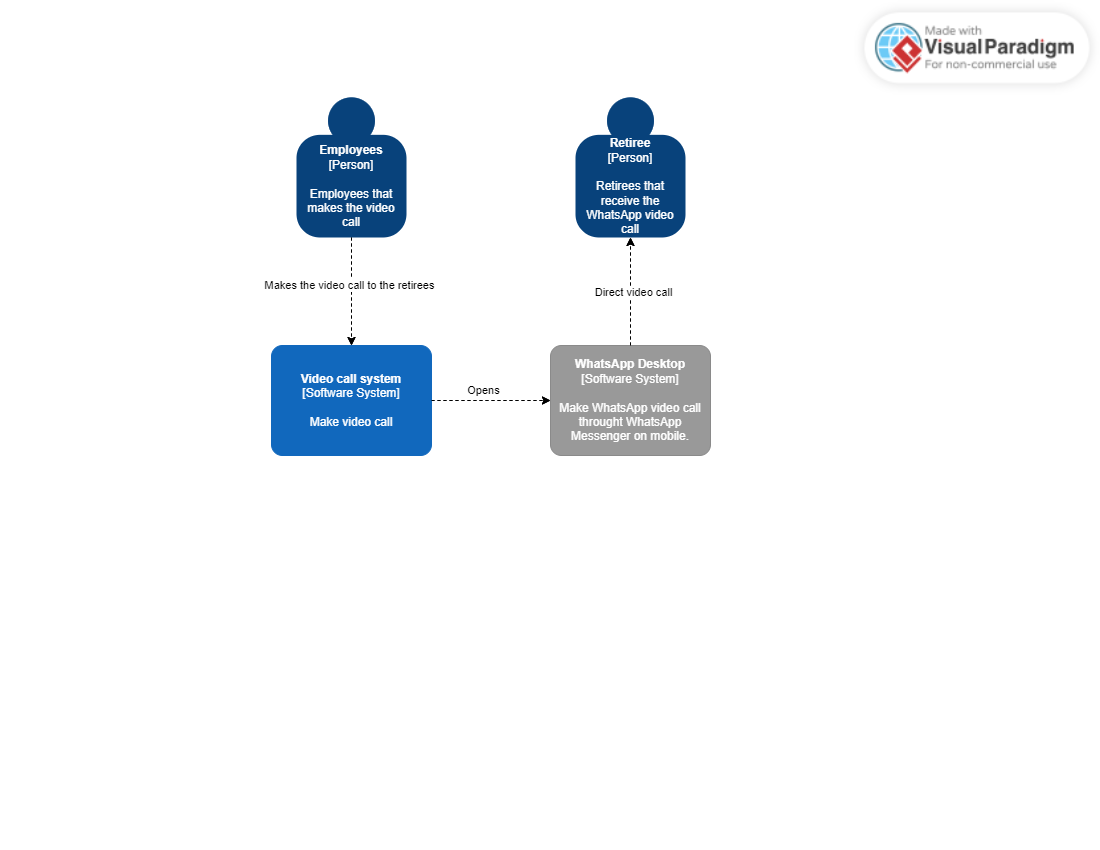 Made with
Visual Paradigm
For non-commercial use
Employees
[Person]
Employees that
makes the video
call
Retiree
[Person]
Retirees that
receive the
WhatsApp video
call
Makes the video call to the retirees
Direct video call
Video call system
[Software System]
Make video call
Opens
WhatsApp Desktop
[Software System]
Make WhatsApp video call
throught WhatsApp
Messenger on mobile.